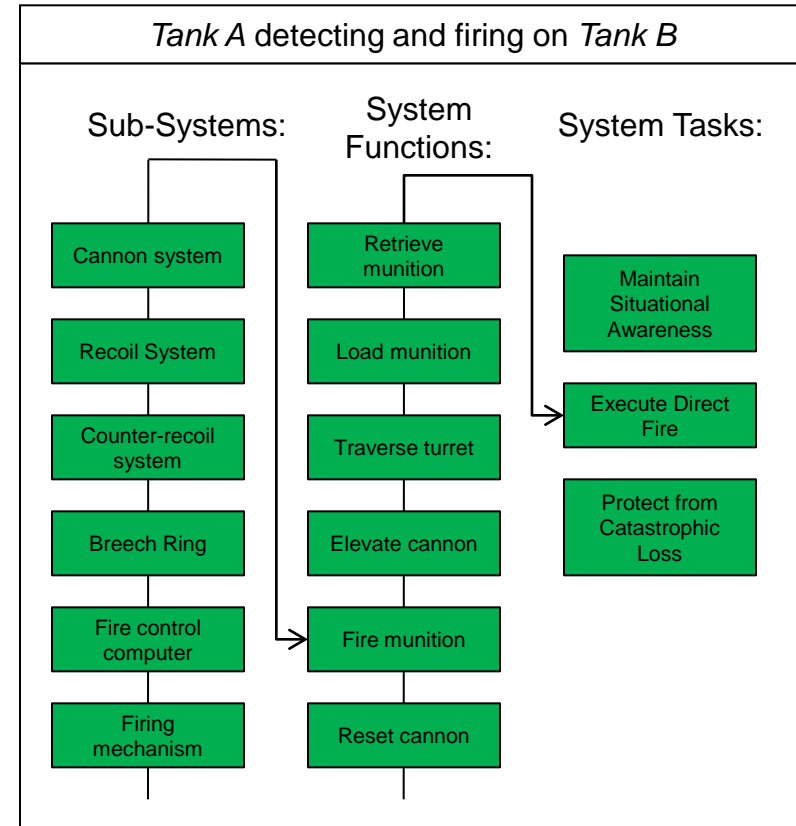 Tank A detecting and firing on Tank B
Sub-Systems:
System
Functions:
System Tasks:
Cannon system
Recoil System
Counter-recoil
system
Breech Ring
Fire control
computer
Firing
mechanism
Retrieve
munition
Load munition
Traverse turret
Elevate cannon
Fire munition
Reset cannon
Maintain
Situational
Awareness
Execute Direct
Fire
Protect from
Catastrophic
Loss